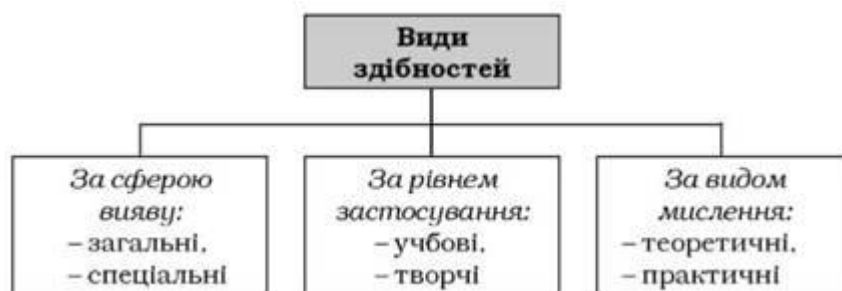 Види
здібностей
За сферою
вияву:
– загальні,
– спеціальні
За рівнем
застосування:
– учбові,
– творчі
За видом
мислення:
– теоретичні,
– практичні